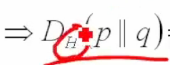 ⇒ D_H(p ∥ q) =